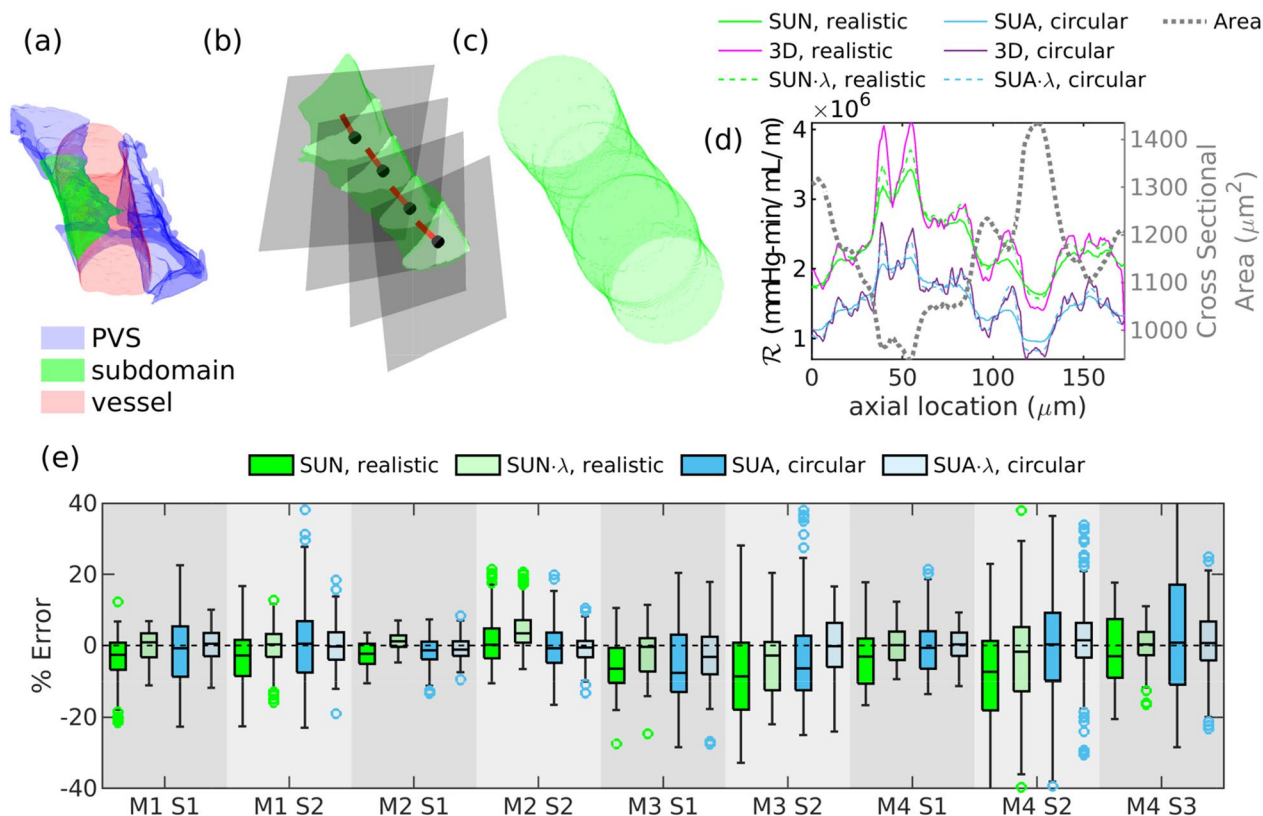 (a)
PVS
subdomain
vessel
(b)
(c)
SUN, realistic
3D, realistic
SUN·λ, realistic
SUA, circular
3D, circular
SUA·λ, circular
Area
(d)
×10⁶
4
3
2
1
ℛ (mmHg-min/ mL/ m)
0 50 100 150
axial location (μm)
1400
1300
1200
1100
1000
Cross Sectional
Area (μm²)
(e)
SUN, realistic SUN·λ, realistic SUA, circular SUA·λ, circular
% Error
40
20
0
-20
-40
M1 S1 M1 S2 M2 S1 M2 S2 M3 S1 M3 S2 M4 S1 M4 S2 M4 S3